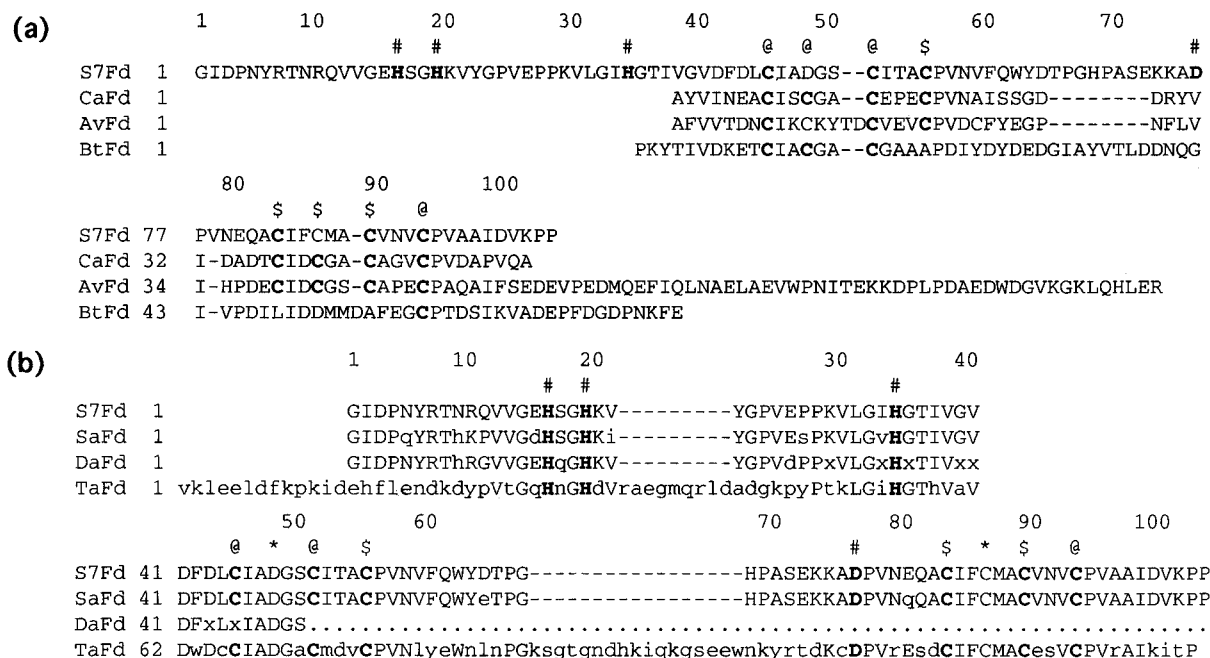 (a)
1 10 20 30 40 50 60 70
# # # @ @ @ $ #
S7Fd 1 GIDPNYRTNRQVVGEHSGHKVYGPVEPPKVLGIHGTIVGVDFDLCIADGS--CITACPVNVFQWYDTPGHPASEKKAD
CaFd 1 AYVINEACISCGA--CEPECPVNAISSGD--------DRYV
AvFd 1 AFVVTDNCIKCKYTDCVEVCPVDCFYEGP--------NFLV
BtFd 1 PKYTIVDKETCIACGA--CGAAAPDIYDYDEDGIAYVTLDDNQG
80 90 100
$ $ $ @
S7Fd 77 PVNEQACIFCMA-CVNVCPVAAIDVKPP
CaFd 32 I-DADTCIDCGA-CAGVCPVDAPVQA
AvFd 34 I-HPDECIDCGS-CAPECPAQAIFSEDEVPEDMQEFIQLNAELAEVWPNITEKKDPLPDAEDWDGVKGKLQHLER
BtFd 43 I-VPDILIDDMMDAFEGCPTDSIKVADEPFDGDPNKFE
(b)
1 10 20 30 40
# # #
S7Fd 1 GIDPNYRTNRQVVGEHSGHKV---------YGPVEPPKVLGIHGTIVGV
SaFd 1 GIDPqYRThKPVVGdHSGHKi---------YGPVEsPKVLGvHGTIVGV
DaFd 1 GIDPNYRThRGVVGEHqGHKV---------YGPVdPPxVLGxHxTIVxx
TaFd 1 vkleeldfkpkidehflendkdypVtGqHnGHdVraegmqrldadgkpyPtkLGiHGThVaV
50 60 70 80 90 100
@ * @ $ # $ * $ @
S7Fd 41 DFDLCIADGSCITACPVNVFQWYDTPG-----------------HPASEKKADPVNEQACIFCMACVNVCPVAAIDVKPP
SaFd 41 DFDLCIADGSCITACPVNVFQWYeTPG-----------------HPASEKKADPVNqQACIFCMACVNVCPVAAIDVKPP
DaFd 41 DFxLxIADGS......................................................................
TaFd 62 DwDcCIADGaCmdvCPVNlyeWnlnPGksgtgndhkiqkgseewnkyrtdKcDPVrEsdCIFCMACesVCPVrAIkitP